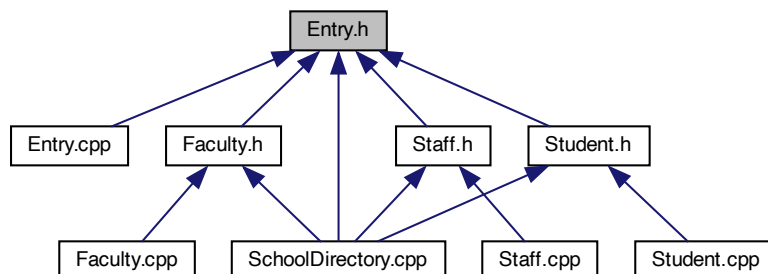 Entry.h
Entry.cpp
Faculty.h
Staff.h
Student.h
Faculty.cpp
SchoolDirectory.cpp
Staff.cpp
Student.cpp